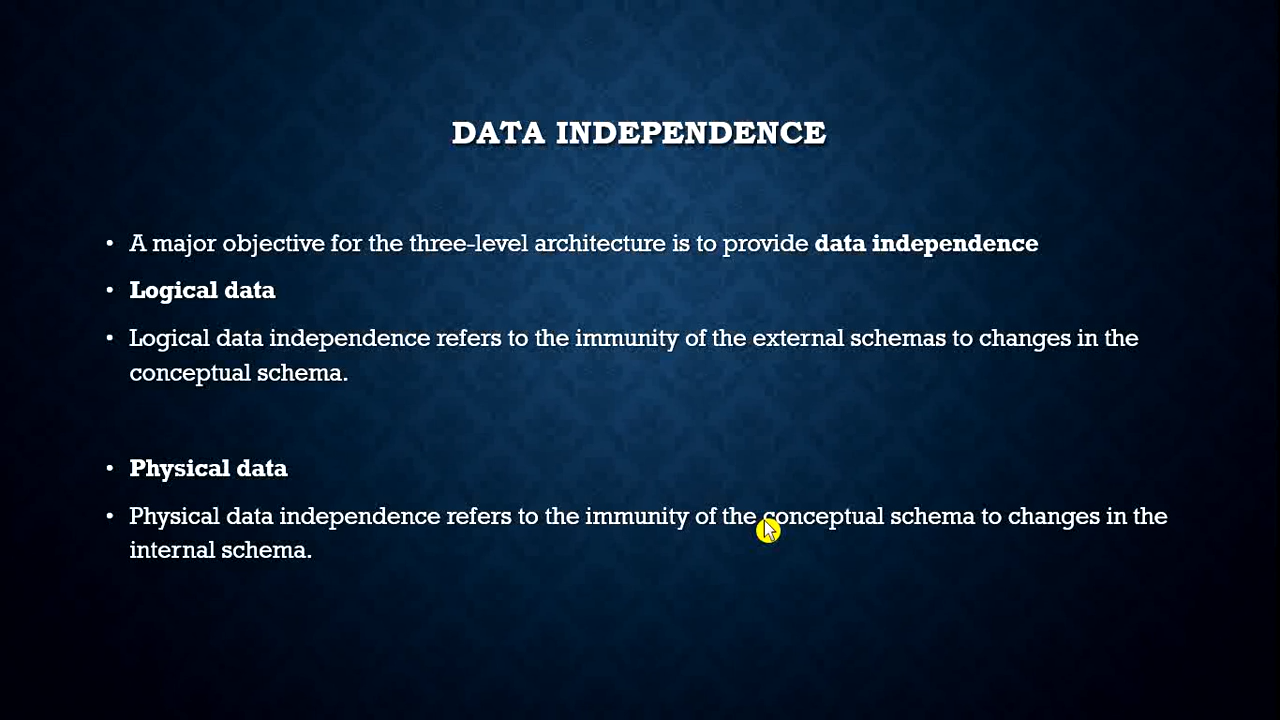 DATA INDEPENDENCE
• A major objective for the three-level architecture is to provide data independence
• Logical data
• Logical data independence refers to the immunity of the external schemas to changes in the
conceptual schema.
• Physical data
• Physical data independence refers to the immunity of the conceptual schema to changes in the
internal schema.